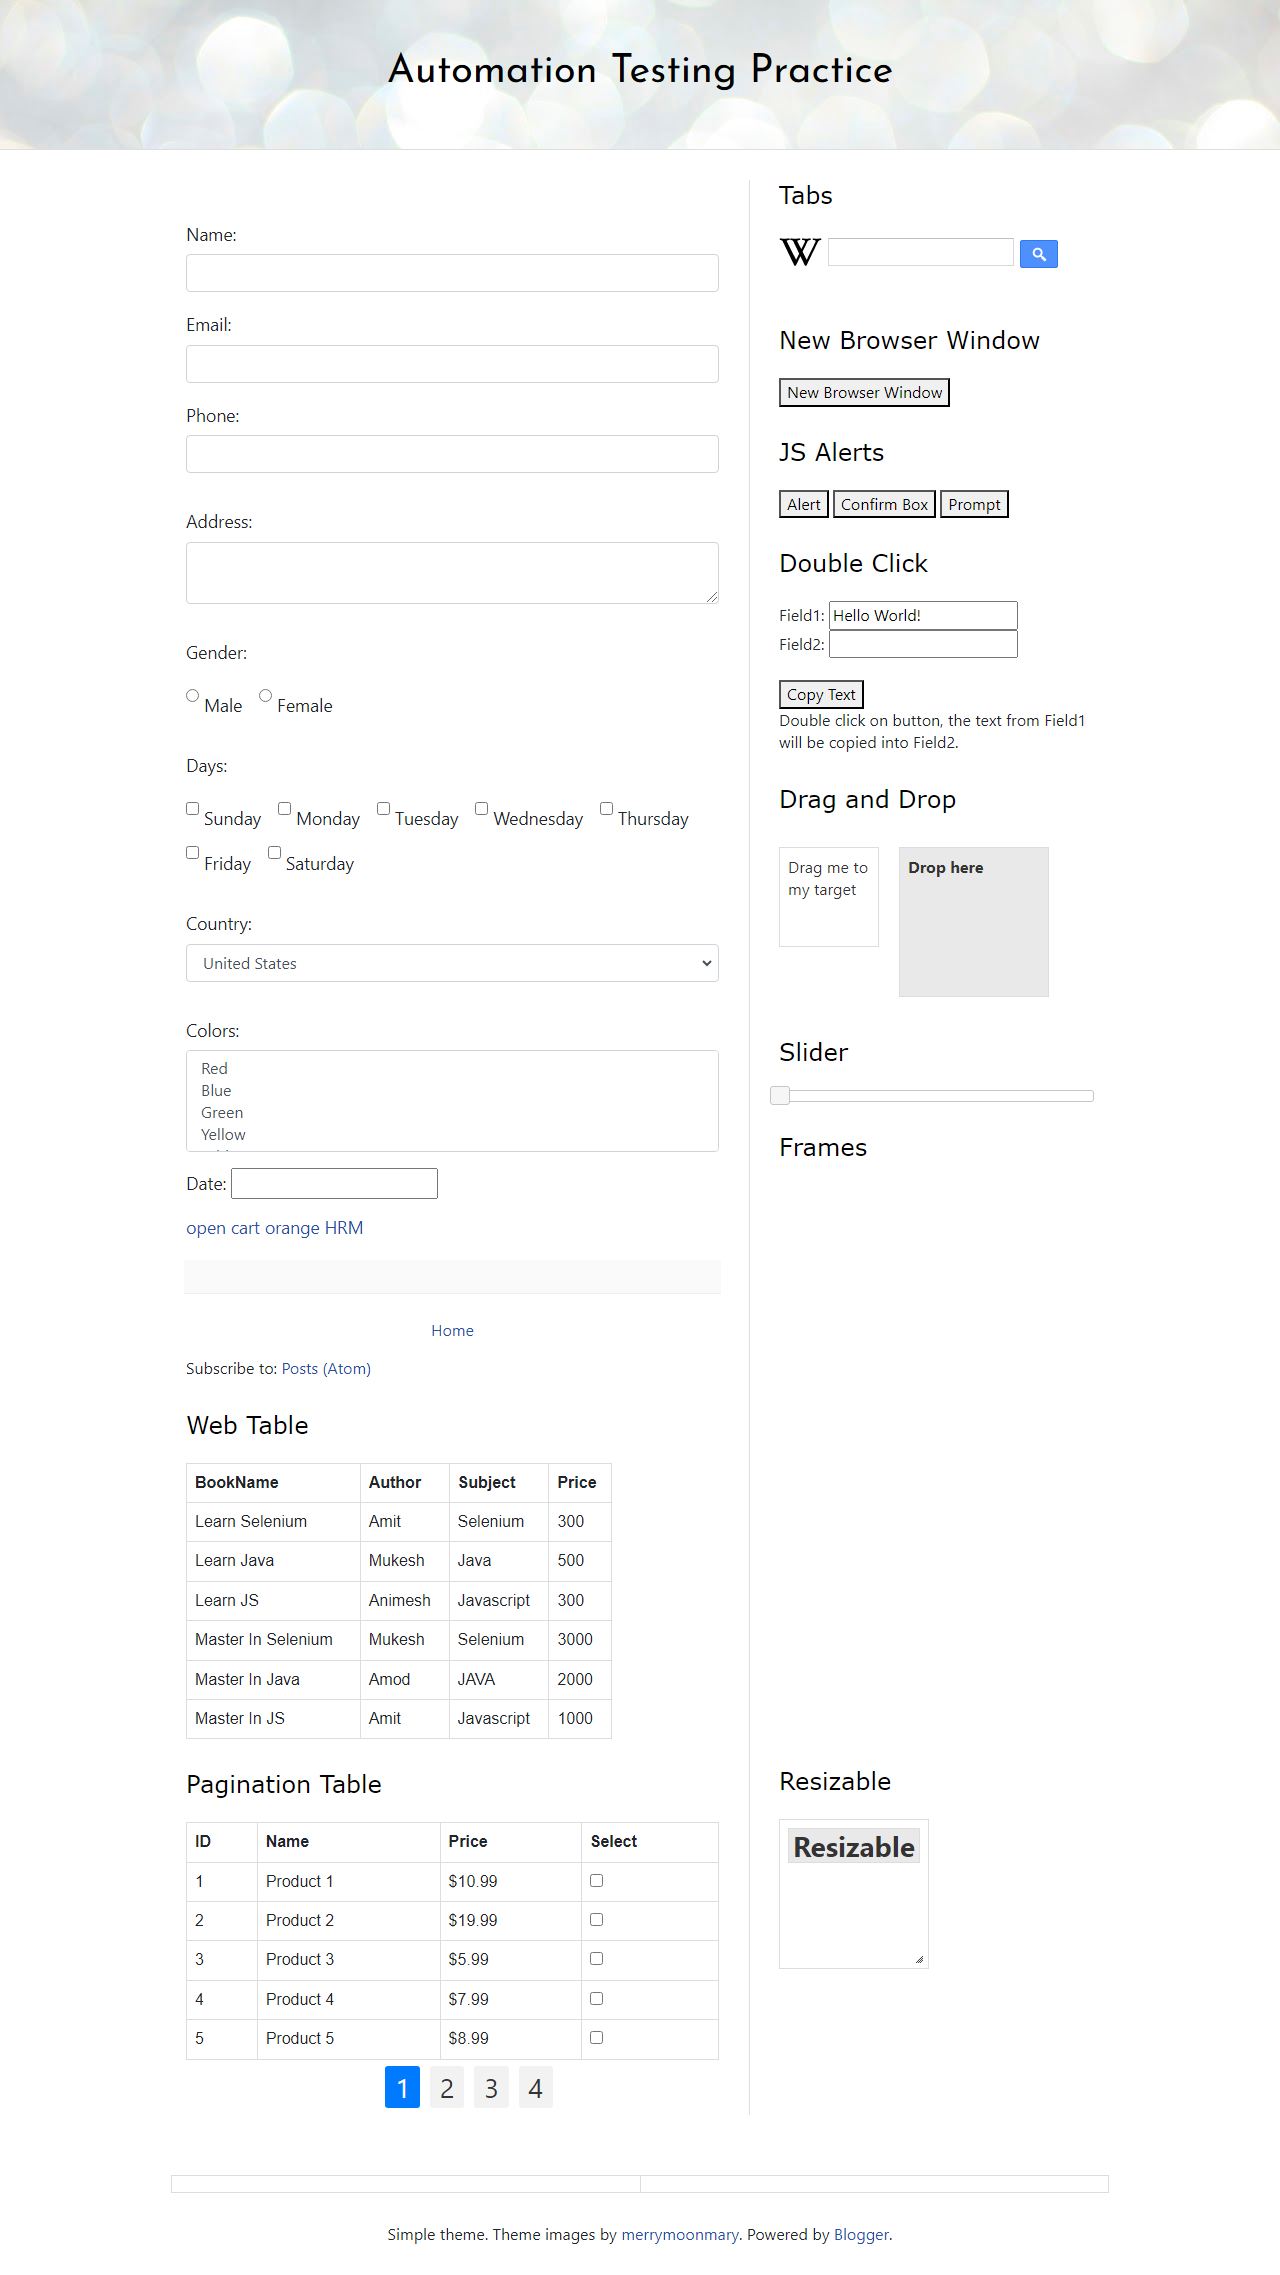 Automation Testing Practice
Name:
Email:
Phone:
Address:
Gender:
Male Female
Days:
Sunday Monday Tuesday Wednesday Thursday
Friday Saturday
Country:
United States
Colors:
Red
Blue
Green
Yellow
Date:
open cart orange HRM
Home
Subscribe to: Posts (Atom)
Web Table
BookName Author Subject Price
Learn Selenium Amit Selenium 300
Learn Java Mukesh Java 500
Learn JS Animesh Javascript 300
Master In Selenium Mukesh Selenium 3000
Master In Java Amod JAVA 2000
Master In JS Amit Javascript 1000
Pagination Table
ID Name Price Select
1 Product 1 $10.99
2 Product 2 $19.99
3 Product 3 $5.99
4 Product 4 $7.99
5 Product 5 $8.99
1 2 3 4
Tabs
W
New Browser Window
New Browser Window
JS Alerts
Alert Confirm Box Prompt
Double Click
Field1: Hello World!
Field2:
Copy Text
Double click on button, the text from Field1
will be copied into Field2.
Drag and Drop
Drag me to
my target
Drop here
Slider
Frames
Resizable
Resizable
Simple theme. Theme images by merrymoonmary. Powered by Blogger.